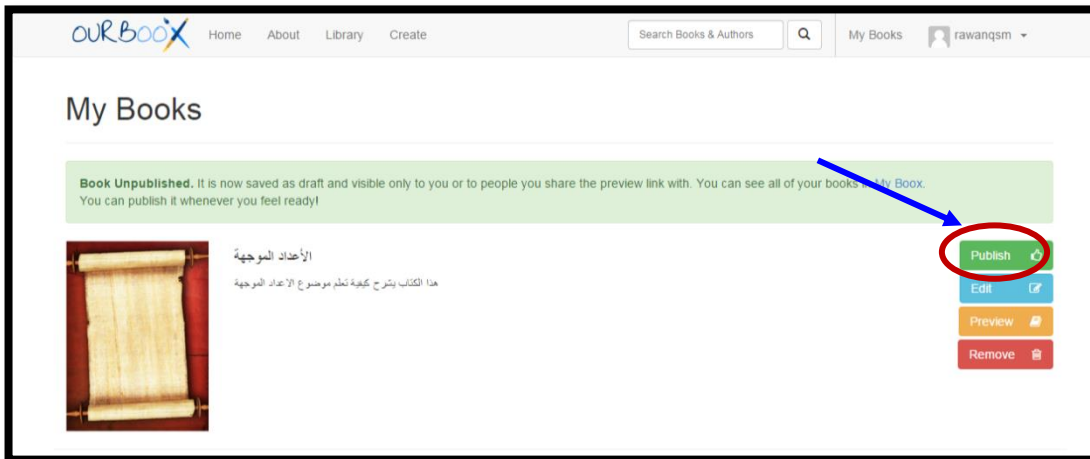 OURBOOX Home About Library Create Search Books & Authors My Books rawanqsm
My Books
Book Unpublished. It is now saved as draft and visible only to you or to people you share the preview link with. You can see all of your books in My Boox.
You can publish it whenever you feel ready!
الأعداد الموجهة
هذا الكتاب يشرح كيفية تعلم موضوع الاعداد الموجهة
Publish
Edit
Preview
Remove